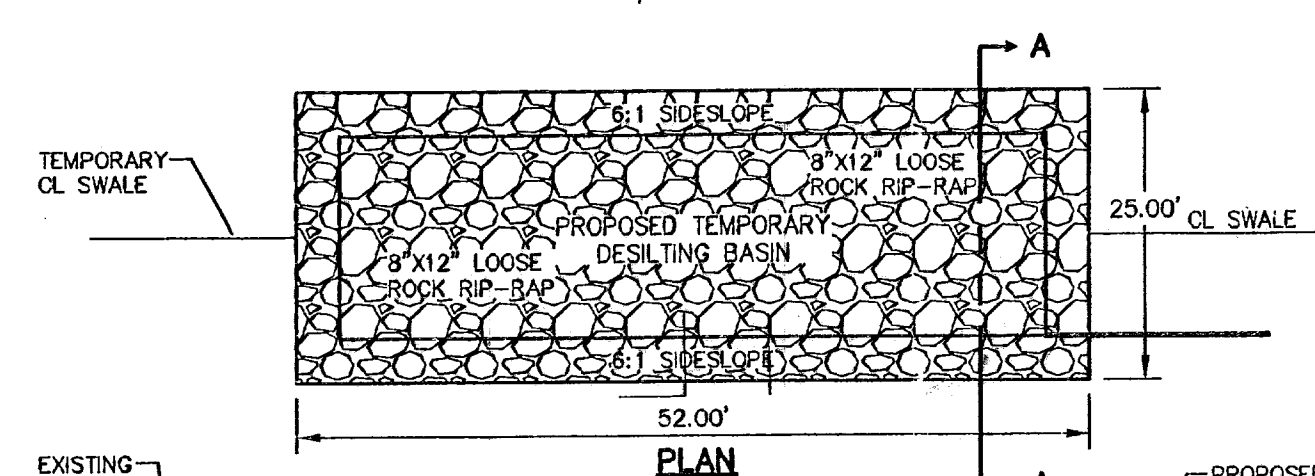 A
6:1 SIDESLOPE
TEMPORARY
CL SWALE
8"X12" LOOSE
ROCK RIP-RAP
25.00'
CL SWALE
PROPOSED TEMPORARY
DESILTING BASIN
8"X12" LOOSE
ROCK RIP-RAP
6:1 SIDESLOPE
52.00'
PLAN
EXISTING
A
PROPOSED